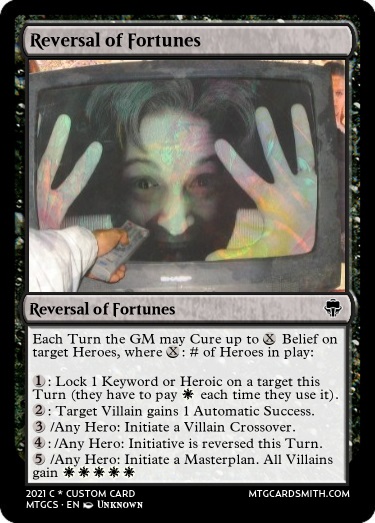 Reversal of Fortunes
SHARP
Reversal of Fortunes
Each Turn the GM may Cure up to Ⓧ Belief on
target Heroes, where Ⓧ: # of Heroes in play:
①: Lock 1 Keyword or Heroic on a target this
Turn (they have to pay ✱ each time they use it).
②: Target Villain gains 1 Automatic Success.
③ /Any Hero: Initiate a Villain Crossover.
④ :/Any Hero: Initiative is reversed this Turn.
⑤ /Any Hero: Initiate a Masterplan. All Villains
gain ✱✱✱✱✱
2021 C * CUSTOM CARD
MTGCARDSMITH.COM
MTGCS · EN UNKNOWN